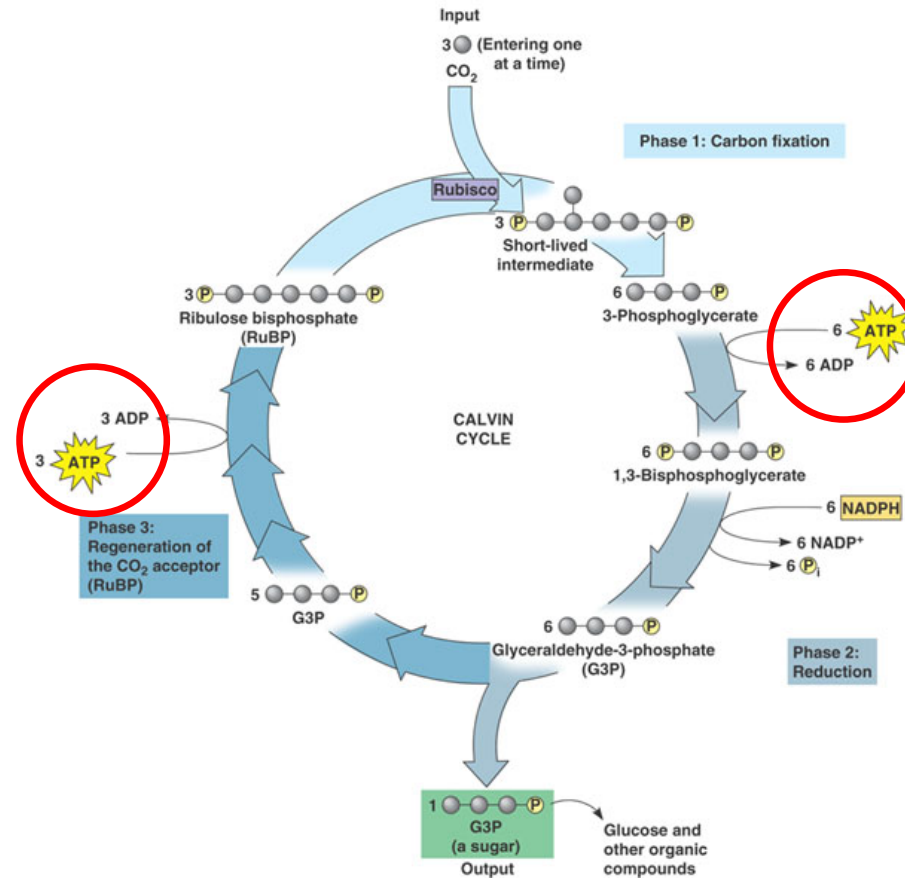 Input
3 (Entering one
at a time)
CO₂
Phase 1: Carbon fixation
Rubisco
3 P P
Short-lived
intermediate
3 P P
Ribulose bisphosphate
(RuBP)
6 P
3-Phosphoglycerate
6 ATP
6 ADP
3 ADP
3 ATP
CALVIN
CYCLE
6 P P
1,3-Bisphosphoglycerate
6 NADPH
6 NADP⁺
6 Pᵢ
Phase 3:
Regeneration of
the CO₂ acceptor
(RuBP)
5 P
G3P
6 P
Glyceraldehyde-3-phosphate
(G3P)
Phase 2:
Reduction
1 P
G3P
(a sugar)
Output
Glucose and
other organic
compounds